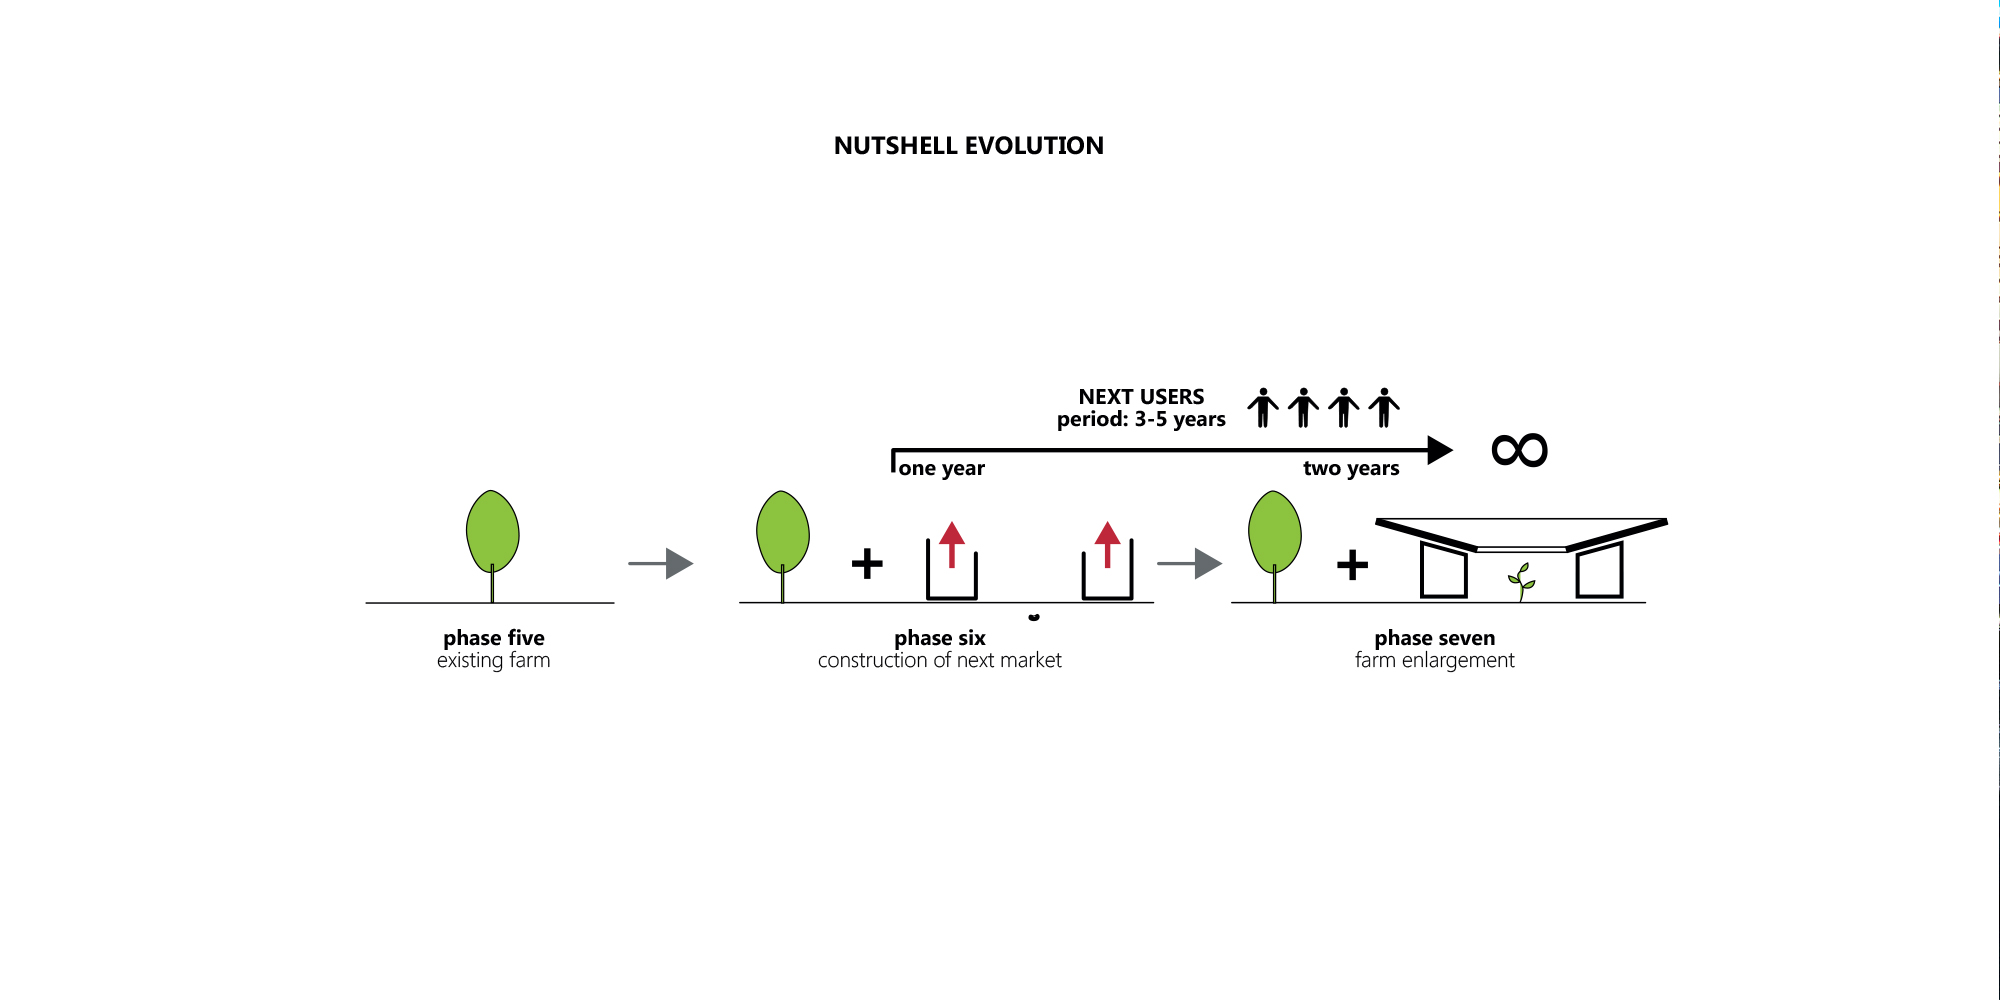 NUTSHELL EVOLUTION
NEXT USERS
period: 3-5 years
∞
one year
two years
+
+
phase five
existing farm
phase six
construction of next market
phase seven
farm enlargement